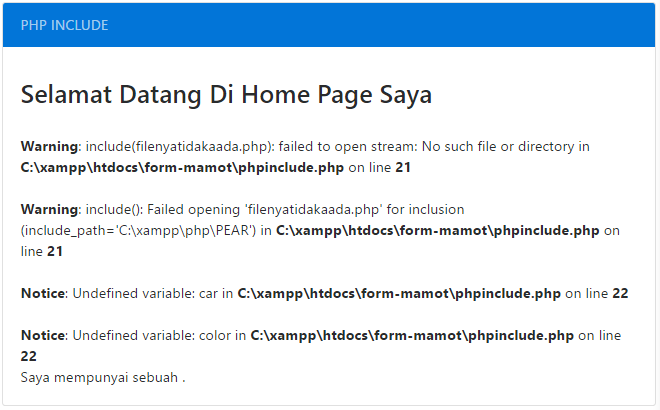 PHP INCLUDE
Selamat Datang Di Home Page Saya
Warning: include(filenyatidakaada.php): failed to open stream: No such file or directory in
C:\xampp\htdocs\form-mamot\phpinclude.php on line 21
Warning: include(): Failed opening 'filenyatidakaada.php' for inclusion
(include_path='C:\xampp\php\PEAR') in C:\xampp\htdocs\form-mamot\phpinclude.php on
line 21
Notice: Undefined variable: car in C:\xampp\htdocs\form-mamot\phpinclude.php on line 22
Notice: Undefined variable: color in C:\xampp\htdocs\form-mamot\phpinclude.php on line
22
Saya mempunyai sebuah .